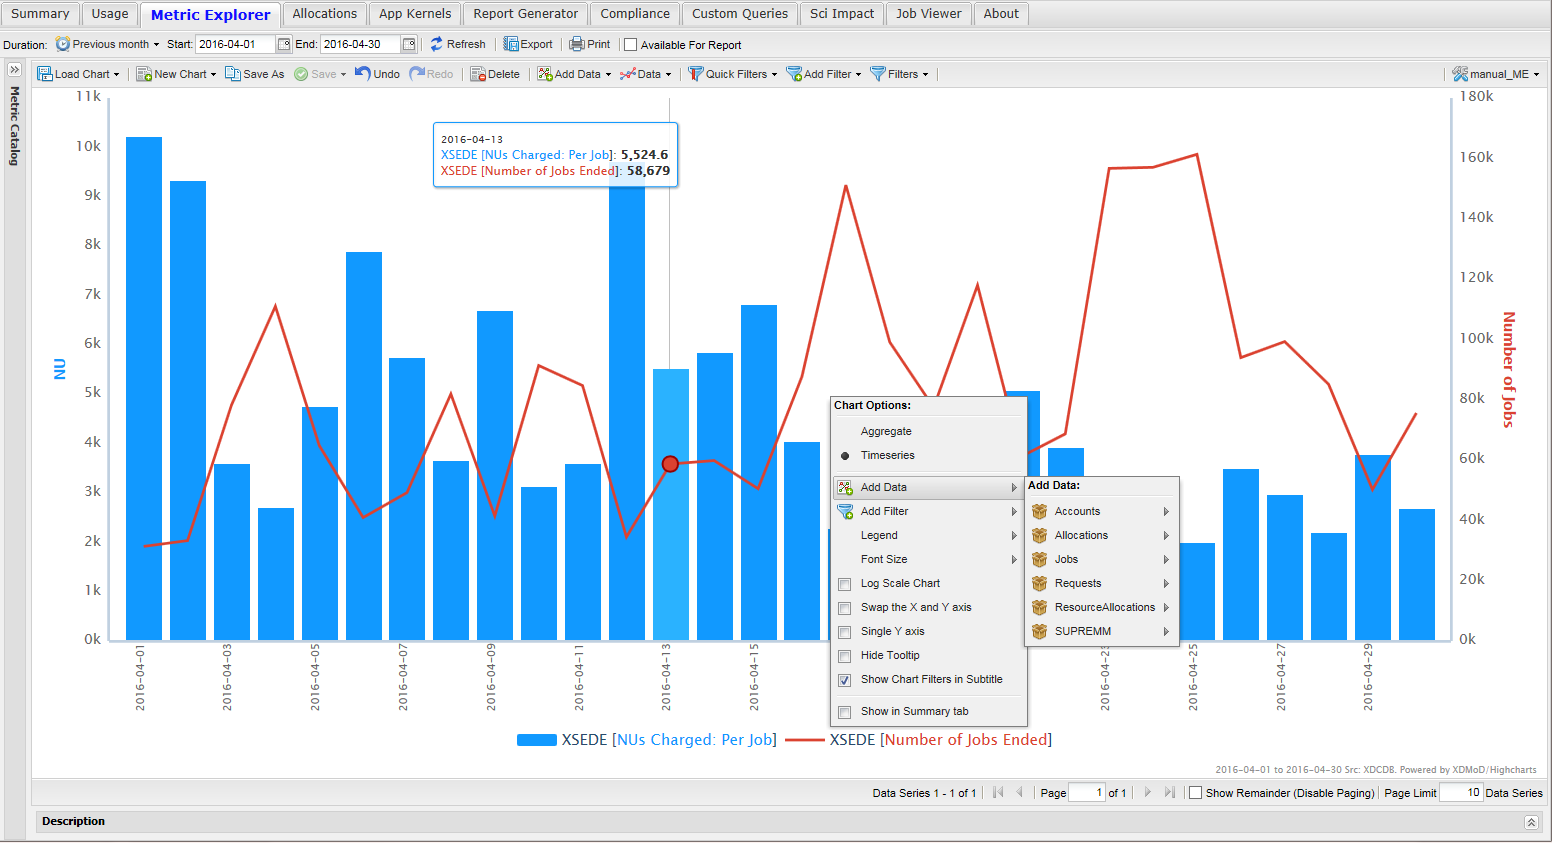 Summary Usage Metric Explorer Allocations App Kernels Report Generator Compliance Custom Queries Sci Impact Job Viewer About
Duration: Previous month Start: 2016-04-01 End: 2016-04-30 Refresh Export Print Available For Report
Load Chart New Chart Save As Save Undo Redo Delete Add Data Data Quick Filters Add Filter Filters manual_ME
Metric Catalog
11k
10k
9k
8k
7k
6k
5k
4k
3k
2k
1k
0k
NU
2016-04-13
XSEDE [NUs Charged: Per Job]: 5,524.6
XSEDE [Number of Jobs Ended]: 58,679
180k
160k
140k
120k
100k
80k
60k
40k
20k
0k
Number of Jobs
Chart Options:
Aggregate
Timeseries
Add Data
Add Filter
Legend
Font Size
Log Scale Chart
Swap the X and Y axis
Single Y axis
Hide Tooltip
Show Chart Filters in Subtitle
Show in Summary tab
Add Data:
Accounts
Allocations
Jobs
Requests
ResourceAllocations
SUPREMM
2016-04-01
2016-04-03
2016-04-05
2016-04-07
2016-04-09
2016-04-11
2016-04-13
2016-04-15
2016-04-25
2016-04-27
2016-04-29
XSEDE [NUs Charged: Per Job] XSEDE [Number of Jobs Ended]
2016-04-01 to 2016-04-30 Src: XDCDB. Powered by XDMoD/Highcharts
Data Series 1 - 1 of 1 Page 1 of 1 Show Remainder (Disable Paging) Page Limit 10 Data Series
Description